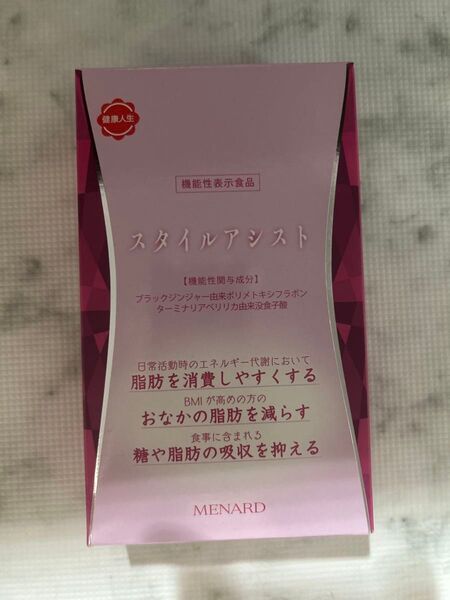 健康人生
機能性表示食品
スタイルアシスト
【機能性関与成分】
ブラックジンジャー由来ポリメトキシフラボン
ターミナリアベリリカ由来没食子酸
日常活動時のエネルギー代謝において
脂肪を消費しやすくする
BMIが高めの方の
おなかの脂肪を減らす
食事に含まれる
糖や脂肪の吸収を抑える
MENARD